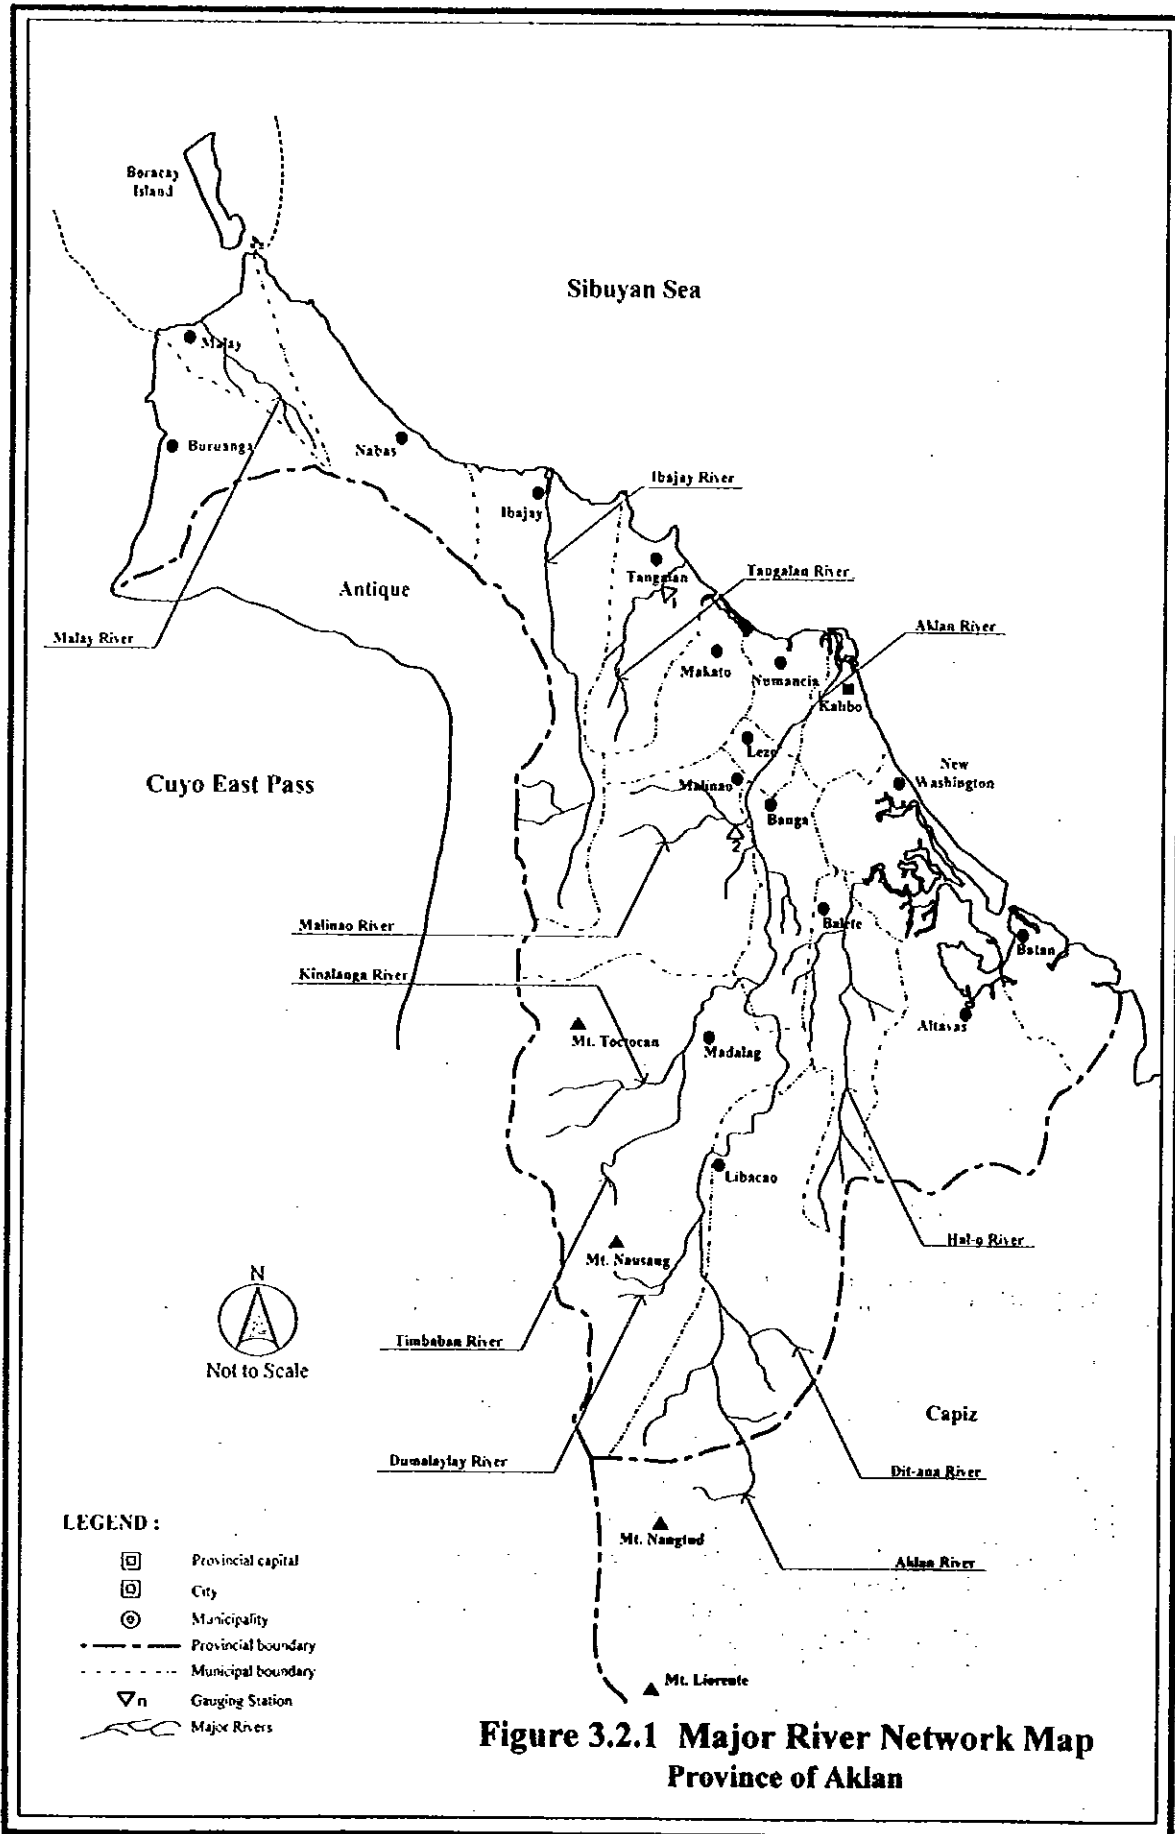 Boracay
Island
Sibuyan Sea
Malay
Buruanga
Nabas
Ibajay
Ibajay River
Tangalan
1
Tangalan River
Antique
Malay River
Aklan River
Makato
Numancia
Kalibo
Lezo
Cuyo East Pass
Malinao
New
Washington
Banga
2
Malinao River
Balete
Batan
Kinalanga River
Altavas
Mt. Toctocan
Madalag
Libacao
Hal-o River
Mt. Nausang
N
Not to Scale
Timbaban River
Capiz
Dumalaylay River
Dit-ana River
Mt. Nangtud
Aklan River
LEGEND :
Provincial capital
City
Municipality
Provincial boundary
Municipal boundary
n Gauging Station
Major Rivers
Mt. Llorente
Figure 3.2.1 Major River Network Map
Province of Aklan